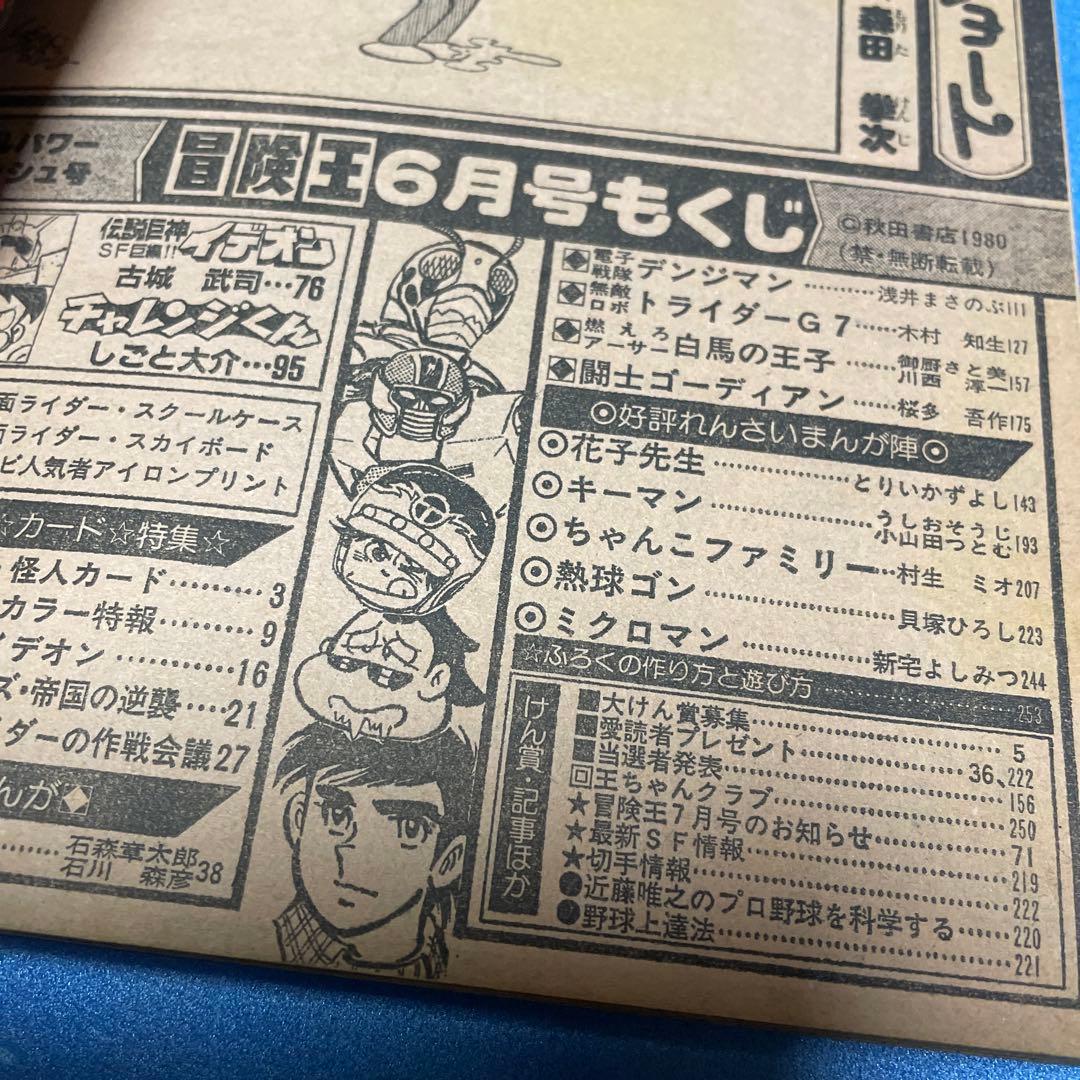 ョート
森田 拳次
もりた けんじ
パワー
シュ号
冒険王6月号もくじ
©秋田書店1980
(禁・無断転載)
伝説巨神
SF巨編!! イデオン
古城 武司…76
チャレンジくん
しごと大介…95
面ライダー・スクールケース
面ライダー・スカイボード
ビ人気者アイロンプリント
☆カード☆特集☆
・怪人カード………3
カラー特報………9
イデオン………16
ズ・帝国の逆襲…21
イダーの作戦会議27
んが◆
石森章太郎
石川 森彦38
◆電子戦隊デンジマン………浅井まさのぶ111
◆無敵ロボトライダーG7……木村 知生127
◆燃えろアーサー白馬の王子……御厨さと美 川西 淳一157
◆闘士ゴーディアン……桜多 吾作175
◎好評れんさいまんが陣◎
◎花子先生………とりいかずよし143
◎キーマン………うしおそうじ 小山田つとむ193
◎ちゃんこファミリー…村生 ミオ207
◎熱球ゴン………貝塚ひろし223
◎ミクロマン………新宅よしみつ244
☆ふろくの作り方と遊び方………253
けん賞・記事ほか
■大けん賞募集………5
■愛読者プレゼント………36、222
■当選者発表………156
回王ちゃんクラブ………250
★冒険王7月号のお知らせ………71
★最新SF情報………219
★切手情報………222
●近藤唯之のプロ野球を科学する………220
●野球上達法………221